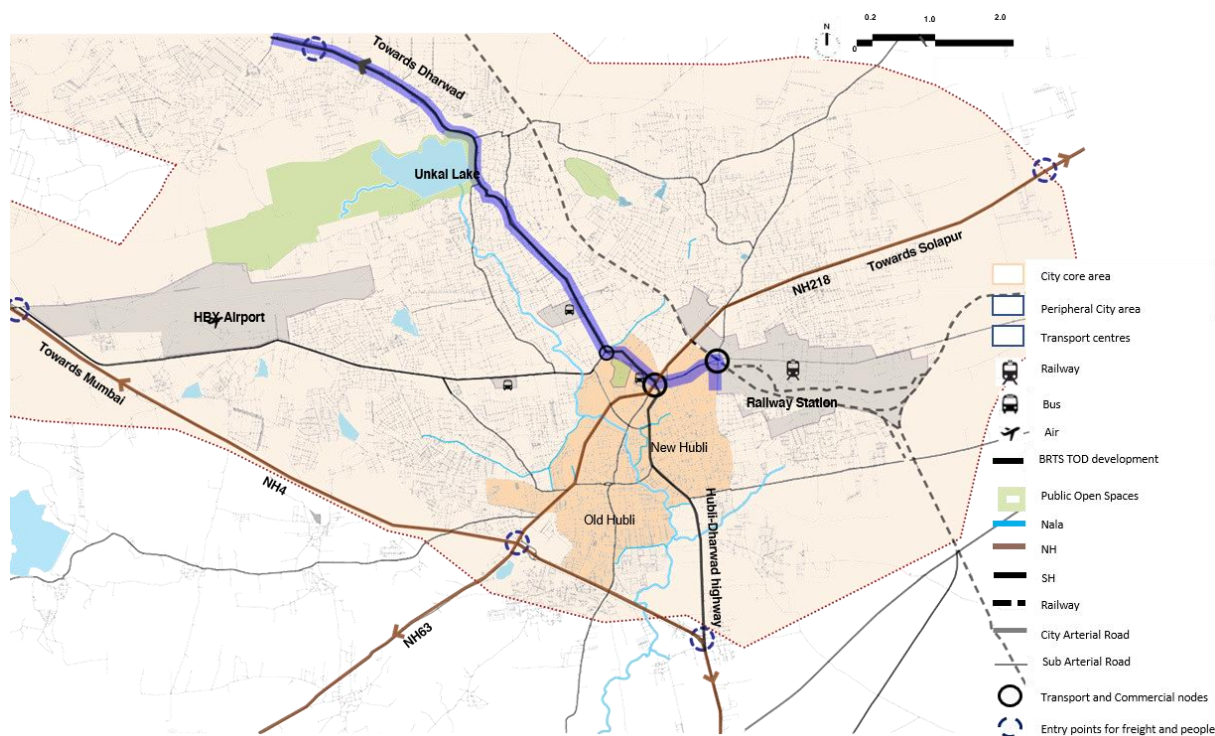 0.2 1.0 2.0
N
0
Towards Dharwad
Unkal Lake
Towards Solapur
NH218
HBX Airport
Towards Mumbai
Railway Station
New Hubli
NH4
Old Hubli
Hubli-Dharwad highway
NH63
City core area
Peripheral City area
Transport centres
Railway
Bus
Air
BRTS TOD development
Public Open Spaces
Nala
NH
SH
Railway
City Arterial Road
Sub Arterial Road
Transport and Commercial nodes
Entry points for freight and people